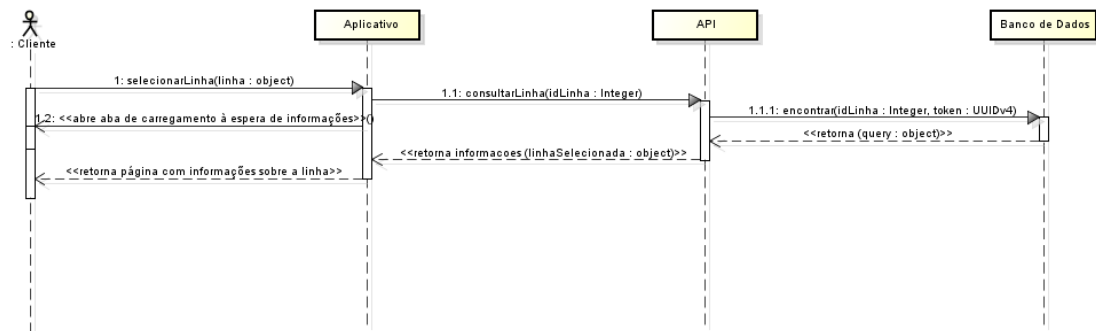 Aplicativo
API
Banco de Dados
: Cliente
1: selecionarLinha(linha : object)
1.1: consultarLinha(idLinha : Integer)
1.1.1: encontrar(idLinha : Integer, token : UUIDv4)
1.2: <<abre aba de carregamento à espera de informações>>()
<<retorna (query : object)>>
<<retorna informacoes (linhaSelecionada : object)>>
<<retorna página com informações sobre a linha>>